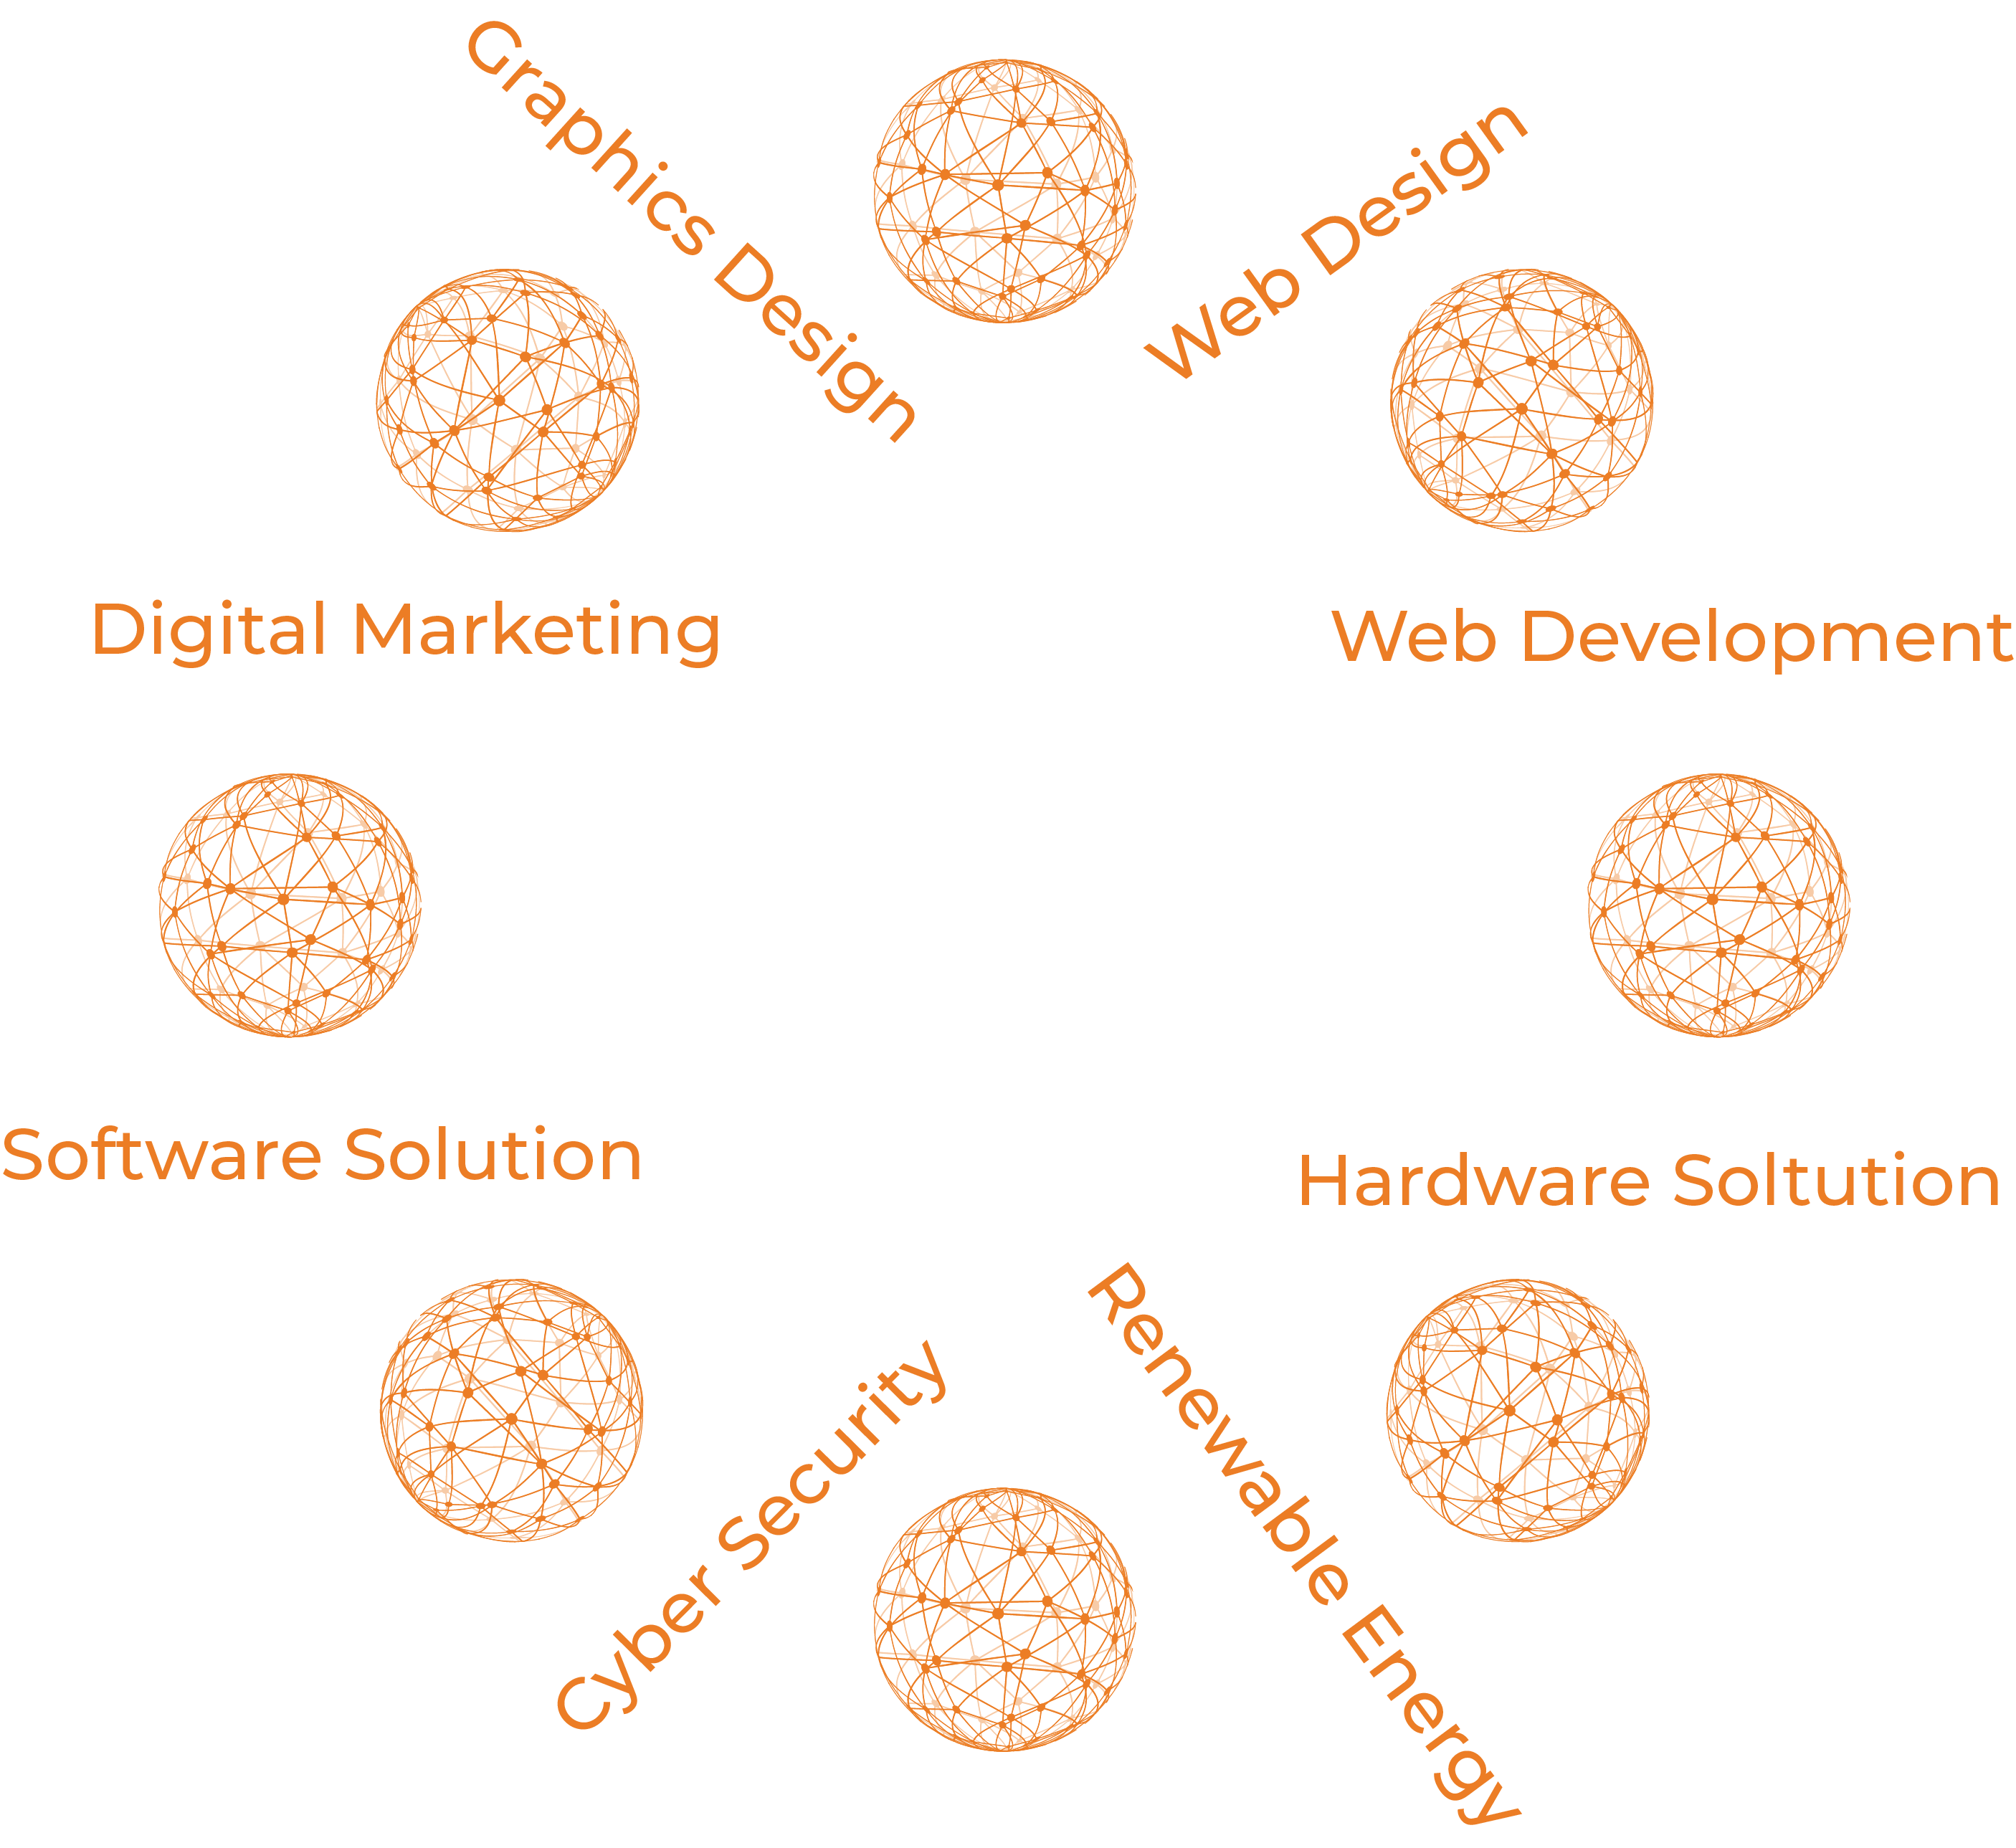 Graphics Design
Web Design
Digital Marketing
Web Development
Software Solution
Hardware Soltution
Cyber Security
Renewable Energy